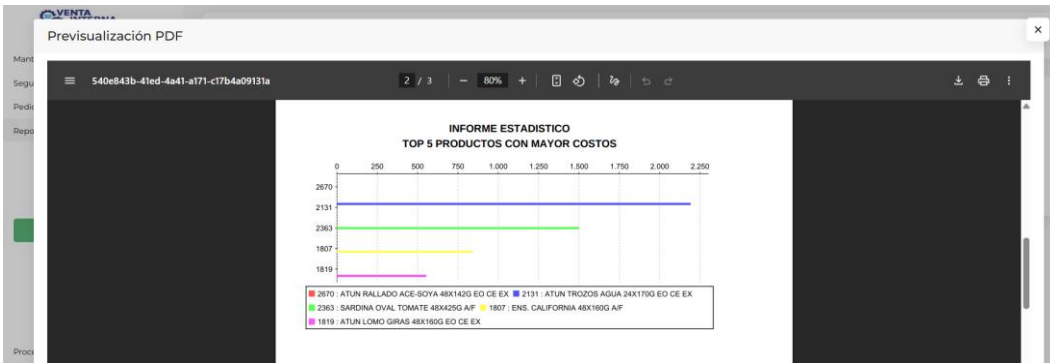 VENTA
INTERNA
Previsualización PDF
×
Mant
Segu
Pedic
Repo
Proce
540e843b-41ed-4a41-a171-c17b4a09131a
2 / 3
80%
INFORME ESTADISTICO
TOP 5 PRODUCTOS CON MAYOR COSTOS
0 250 500 750 1.000 1.250 1.500 1.750 2.000 2.250
2670
2131
2363
1807
1819
2670 : ATUN RALLADO ACE-SOYA 48X142G EO CE EX 2131 : ATUN TROZOS AGUA 24X170G EO CE EX
2363 : SARDINA OVAL TOMATE 48X425G A/F 1807 : ENS. CALIFORNIA 48X160G A/F
1819 : ATUN LOMO GIRAS 48X160G EO CE EX